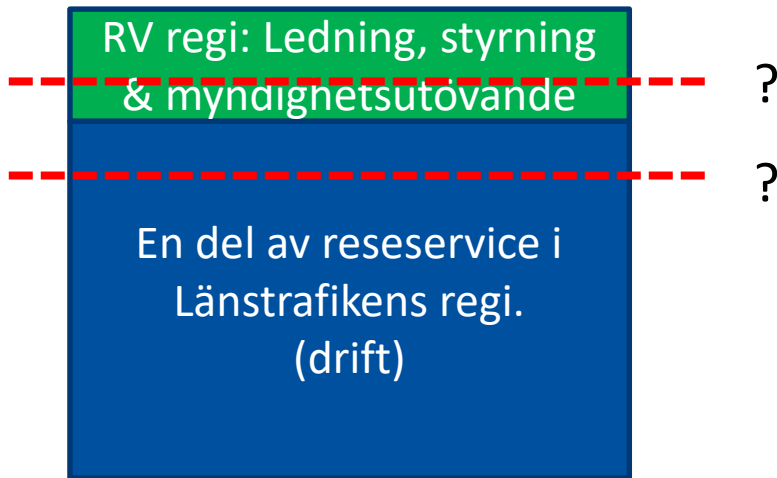 RV regi: Ledning, styrning
& myndighetsutövande
?
?
En del av reseservice i
Länstrafikens regi.
(drift)